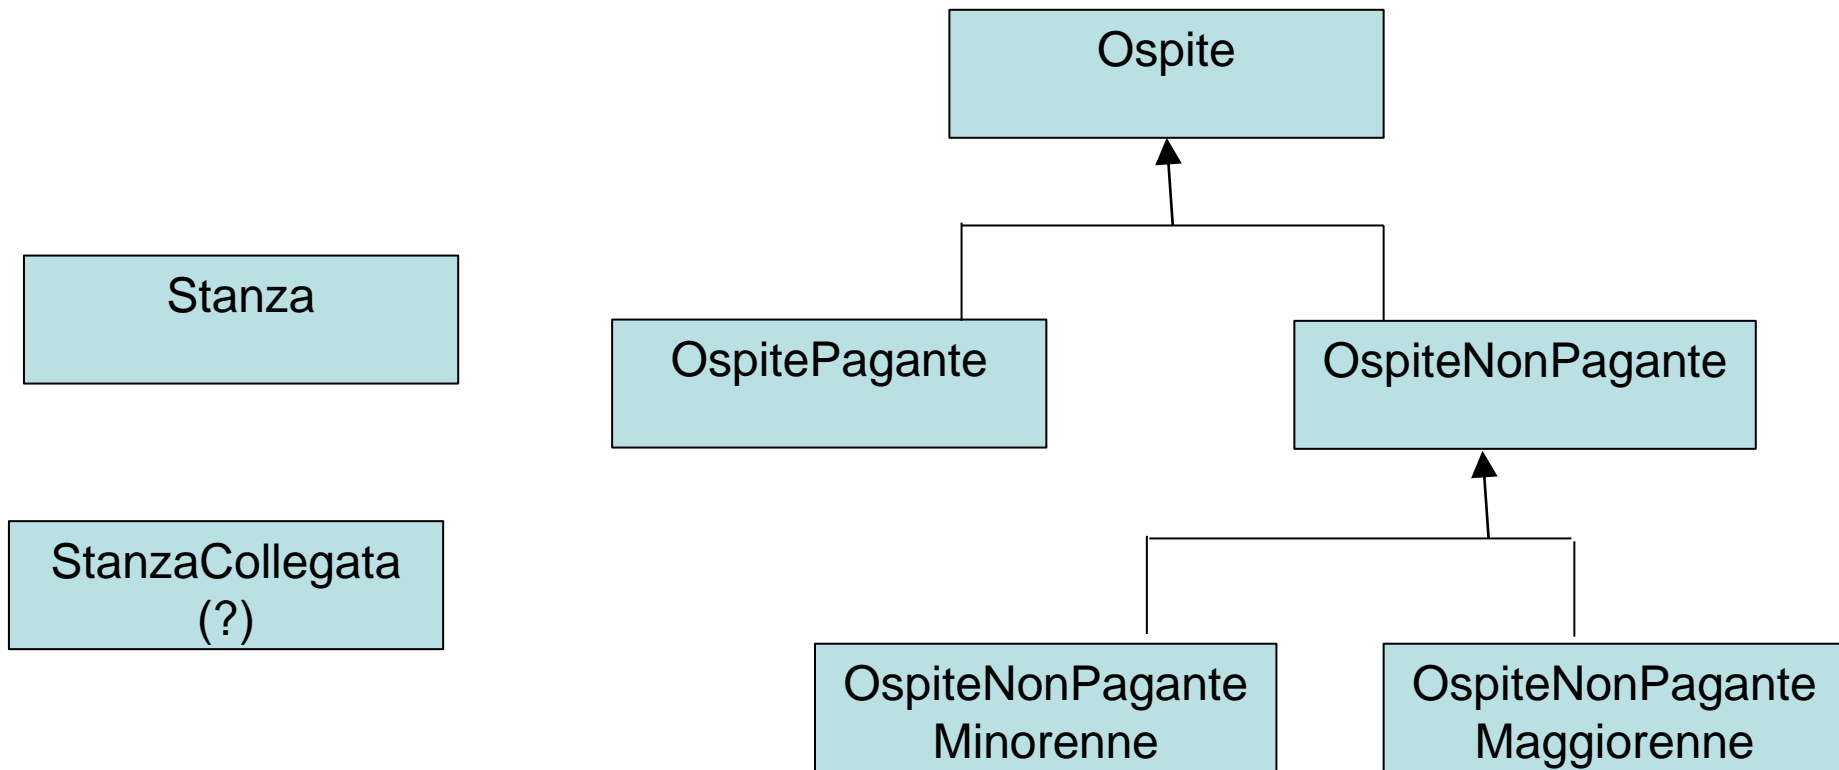 Ospite
Stanza
OspitePagante
OspiteNonPagante
StanzaCollegata
(?)
OspiteNonPagante
Minorenne
OspiteNonPagante
Maggiorenne